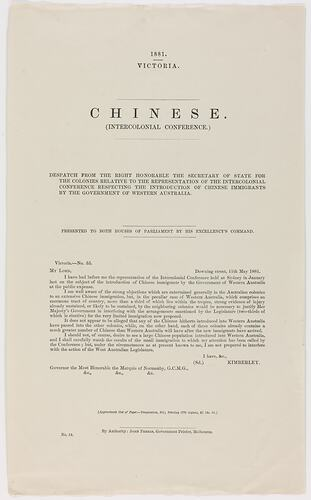 1881.
VICTORIA.
CHINESE.
(INTERCOLONIAL CONFERENCE.)
DESPATCH FROM THE RIGHT HONORABLE THE SECRETARY OF STATE FOR
THE COLONIES RELATIVE TO THE REPRESENTATION OF THE INTERCOLONIAL
CONFERENCE RESPECTING THE INTRODUCTION OF CHINESE IMMIGRANTS
BY THE GOVERNMENT OF WESTERN AUSTRALIA.
PRESENTED TO BOTH HOUSES OF PARLIAMENT BY HIS EXCELLENCY'S COMMAND.
Victoria.—No. 33.
MY LORD, Downing street, 11th May 1881.
I have had before me the representation of the Intercolonial Conference held at Sydney in January
last on the subject of the introduction of Chinese immigrants by the Government of Western Australia
at the public expense.
I am well aware of the strong objections which are entertained generally in the Australian colonies
to an extensive Chinese immigration, but, in the peculiar case of Western Australia, which comprises an
enormous tract of country, more than a third of which lies within the tropics, strong evidence of injury
already sustained, or likely to be sustained, by the neighbouring colonies would be necessary to justify Her
Majesty's Government in interfering with the arrangements sanctioned by the Legislature (two-thirds of
which is elective) for the very limited immigration now proposed.
It does not appear to be alleged that any of the Chinese hitherto introduced into Western Australia
have passed into the other colonies, while, on the other hand, each of these colonies already contains a
much greater number of Chinese than Western Australia will have after the new immigrants have arrived.
I should not, of course, desire to see a large Chinese population introduced into Western Australia,
and I shall carefully watch the results of the small immigration to which my attention has been called by
the Conference; but, under the circumstances as at present known to me, I am not prepared to interfere
with the action of the West Australian Legislature.
I have, &c.,
(Sd.) KIMBERLEY.
Governor the Most Honorable the Marquis of Normanby, G.C.M.G.,
&c. &c. &c.
No. 34.
By Authority: JOHN FERRES, Government Printer, Melbourne.